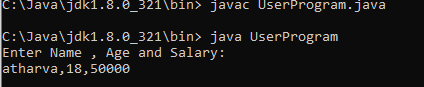 C:\Java\jdk1.8.0_321\bin> javac UserProgram.java
C:\Java\jdk1.8.0_321\bin> java UserProgram
Enter Name , Age and Salary:
atharva,18,50000